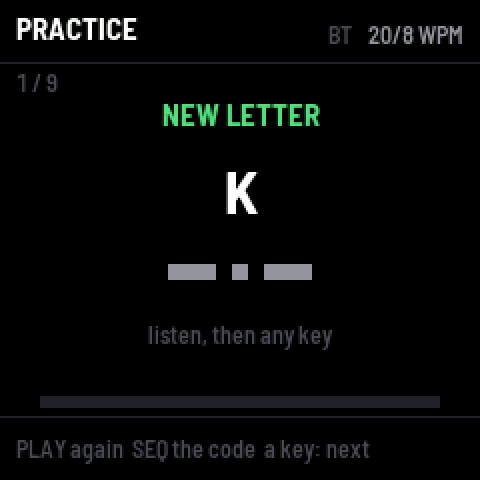 PRACTICE
BT 20/8 WPM
1 / 9
NEW LETTER
K
listen, then any key
PLAY again SEQ the code a key: next